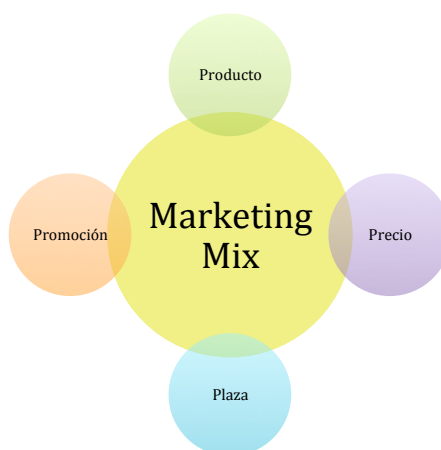 Producto
Promoción
Marketing
Mix
Precio
Plaza